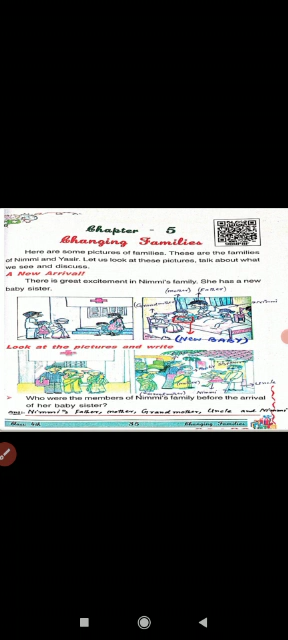 Chapter - 5
Changing Families
Here are some pictures of families. These are the families
of Nimmi and Yasir. Let us look at these pictures, talk about what
we see and discuss.
A New Arrival!
There is great excitement in Nimmi's family. She has a new
baby sister.
(mother) (Father)
(NEW BABY)
Look at the pictures and write
Nimmi
Uncle
Who were the members of Nimmi's family before the arrival
of her baby sister?
Ans:- Nimmi's father, mother, Grand mother, Uncle and Nimmi
Class 4th 35 Changing Families